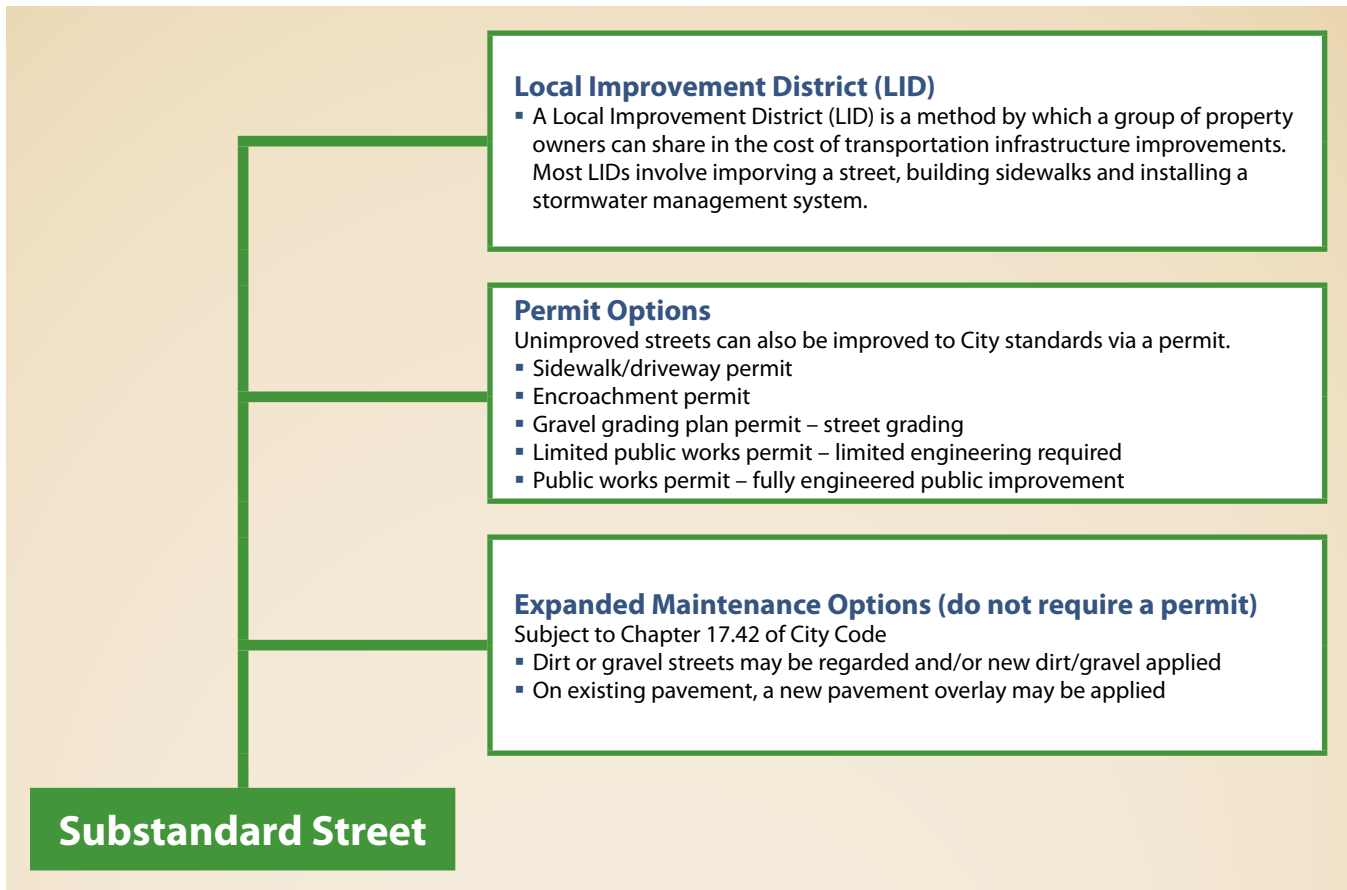 Local Improvement District (LID)
▪ A Local Improvement District (LID) is a method by which a group of property
owners can share in the cost of transportation infrastructure improvements.
Most LIDs involve imporving a street, building sidewalks and installing a
stormwater management system.
Permit Options
Unimproved streets can also be improved to City standards via a permit.
▪ Sidewalk/driveway permit
▪ Encroachment permit
▪ Gravel grading plan permit – street grading
▪ Limited public works permit – limited engineering required
▪ Public works permit – fully engineered public improvement
Expanded Maintenance Options (do not require a permit)
Subject to Chapter 17.42 of City Code
▪ Dirt or gravel streets may be regarded and/or new dirt/gravel applied
▪ On existing pavement, a new pavement overlay may be applied
Substandard Street